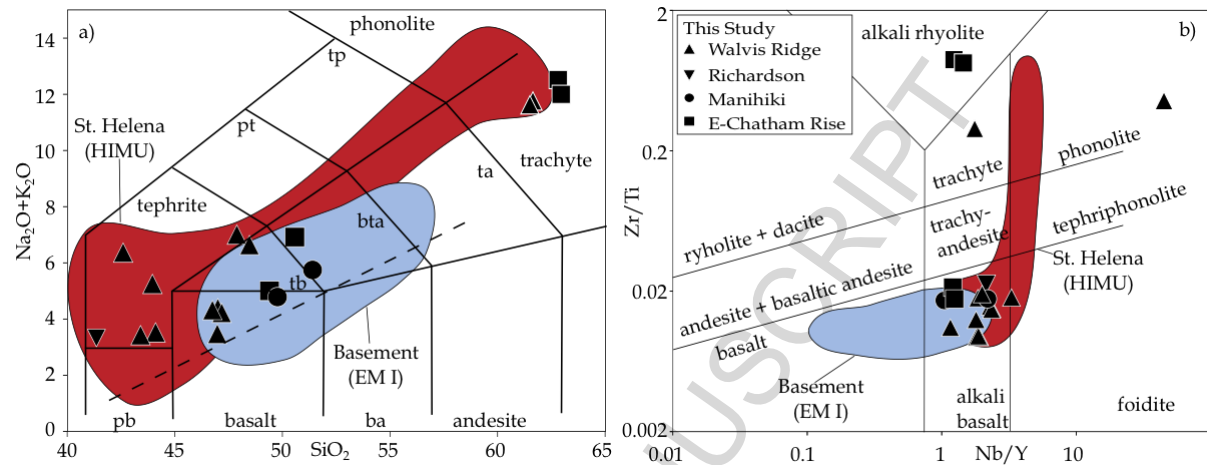 a)
phonolite
tp
pt
St. Helena
(HIMU)
tephrite
bta
ta
trachyte
tb
Basement
(EM I)
pb
basalt
ba
andesite
Na₂O+K₂O
14
12
10
8
6
4
2
0
40
45
50
SiO₂
55
60
65
b)
This Study
Walvis Ridge
Richardson
Manihiki
E-Chatham Rise
alkali rhyolite
phonolite
trachyte
tephriphonolite
trachy-
andesite
ryholite + dacite
andesite + basaltic andesite
basalt
St. Helena
(HIMU)
Basement
(EM I)
alkali
basalt
foidite
Zr/Ti
2
0.2
0.02
0.002
0.01
0.1
1
Nb/Y
10
USCRIPT